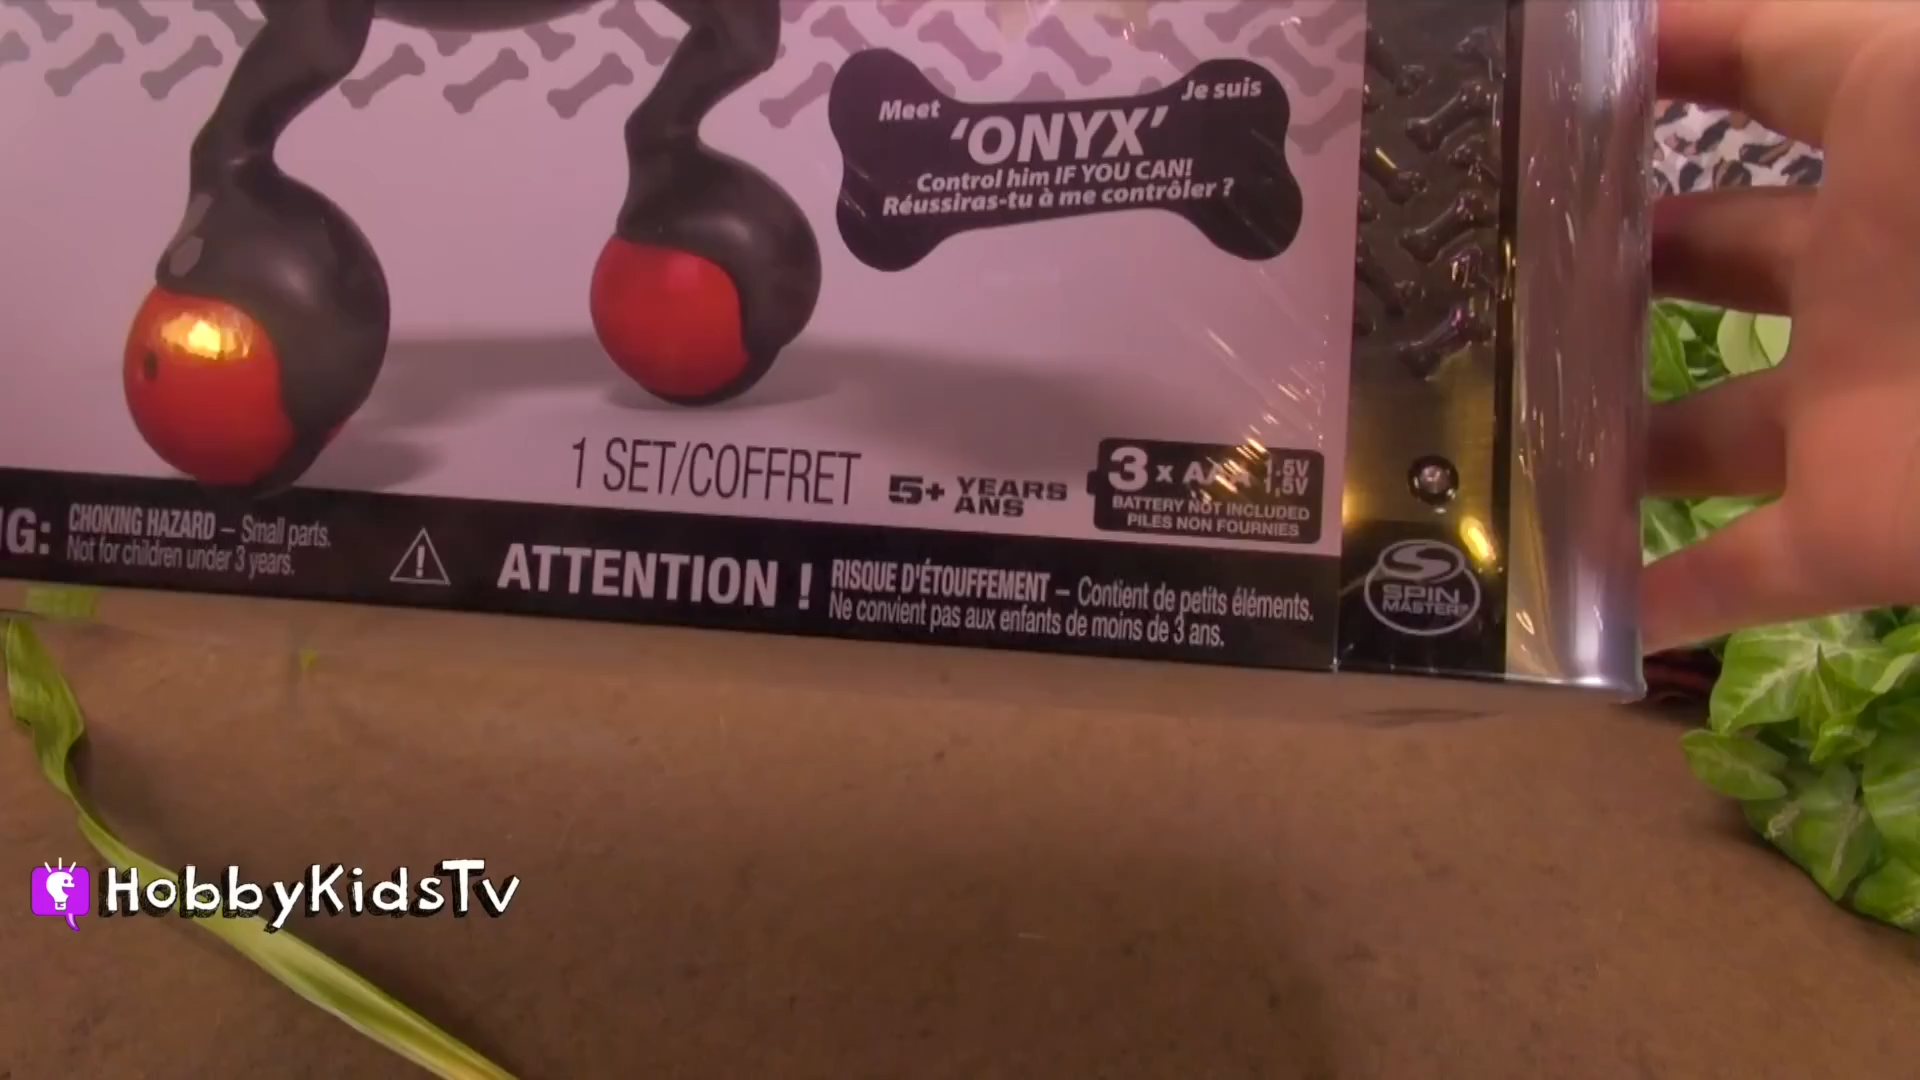 Meet
Je suis
'ONYX'
Control him IF YOU CAN!
Réussiras-tu à me contrôler ?
1 SET/COFFRET
5+ YEARS
ANS
3 x AAA 1.5V
1,5V
BATTERY NOT INCLUDED
PILES NON FOURNIES
G: CHOKING HAZARD – Small parts.
Not for children under 3 years.
ATTENTION ! RISQUE D'ÉTOUFFEMENT – Contient de petits éléments.
Ne convient pas aux enfants de moins de 3 ans.
SPIN
MASTER
HobbyKidsTv